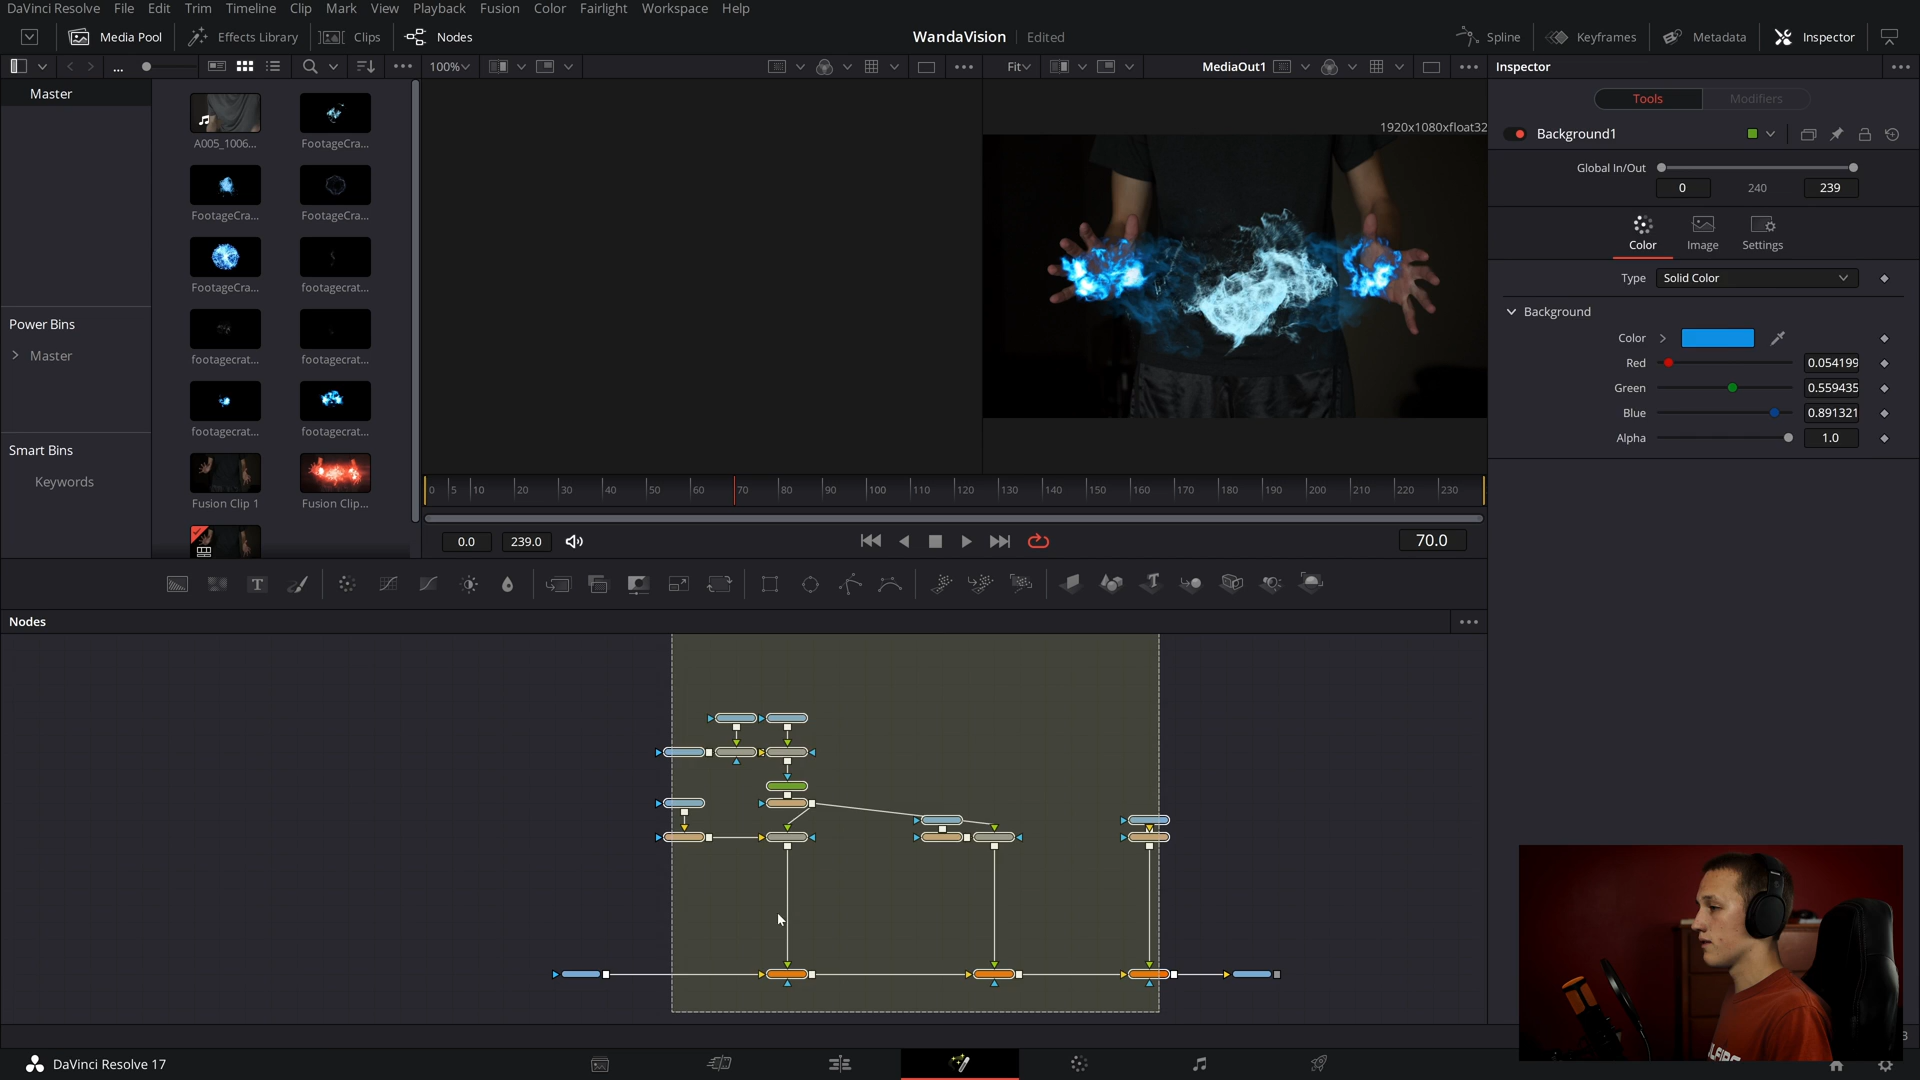 DaVinci Resolve File Edit Trim Timeline Clip Mark View Playback Fusion Color Fairlight Workspace Help
Media Pool Effects Library Clips Nodes WandaVision Edited Spline Keyframes Metadata Inspector
... 100% Fit MediaOut1 Inspector
Master
Tools Modifiers
1920x1080xfloat32
Background1
A005_1006... FootageCra...
Global In/Out
0 240 239
FootageCra... FootageCra...
Color Image Settings
Type Solid Color
FootageCra... footagecrat...
Background
Power Bins
Color
Master
footagecrat... footagecrat...
Red 0.054199
Green 0.559435
Blue 0.891321
footagecrat... footagecrat...
Alpha 1.0
Smart Bins
Keywords
Fusion Clip 1 Fusion Clip...
0 5 10 20 30 40 50 60 70 80 90 100 110 120 130 140 150 160 170 180 190 200 210 220 230
0.0 239.0 70.0
T
Nodes
DaVinci Resolve 17